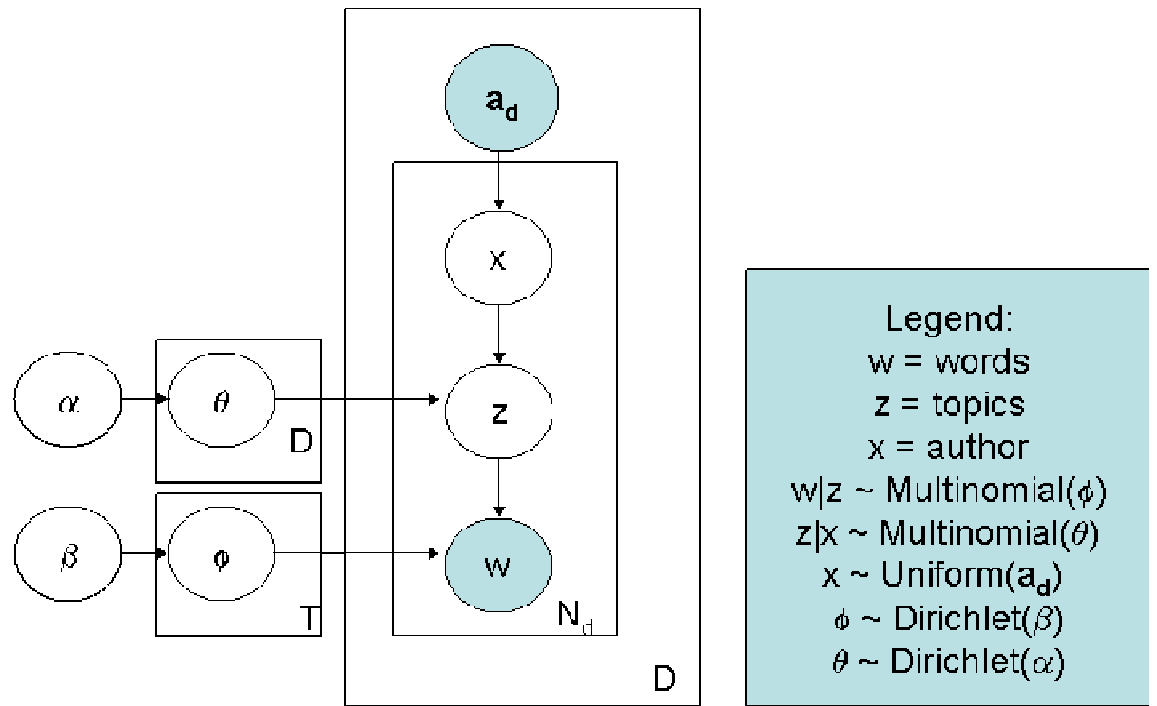 a_d
x
α
θ
z
D
β
ϕ
w
T
N_d
D
Legend:
w = words
z = topics
x = author
w|z ~ Multinomial(ϕ)
z|x ~ Multinomial(θ)
x ~ Uniform(a_d)
ϕ ~ Dirichlet(β)
θ ~ Dirichlet(α)